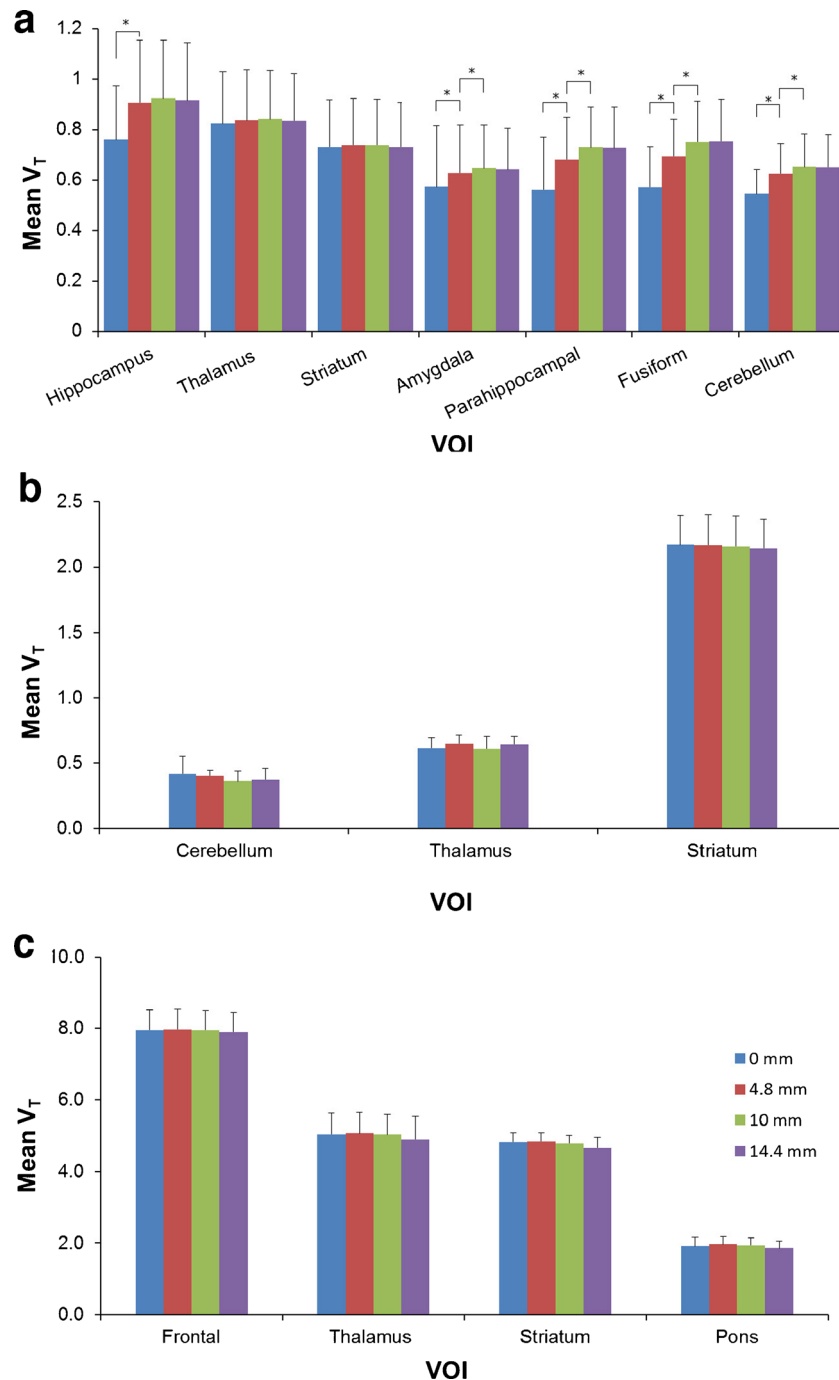 a
1.2
1
0.8
0.6
0.4
0.2
0
Mean VT
* * * * * * * * *
Hippocampus Thalamus Striatum Amygdala Parahippocampal Fusiform Cerebellum
VOI
b
2.5
2.0
1.5
1.0
0.5
0.0
Mean VT
Cerebellum Thalamus Striatum
VOI
c
10.0
8.0
6.0
4.0
2.0
0.0
Mean VT
0 mm
4.8 mm
10 mm
14.4 mm
Frontal Thalamus Striatum Pons
VOI